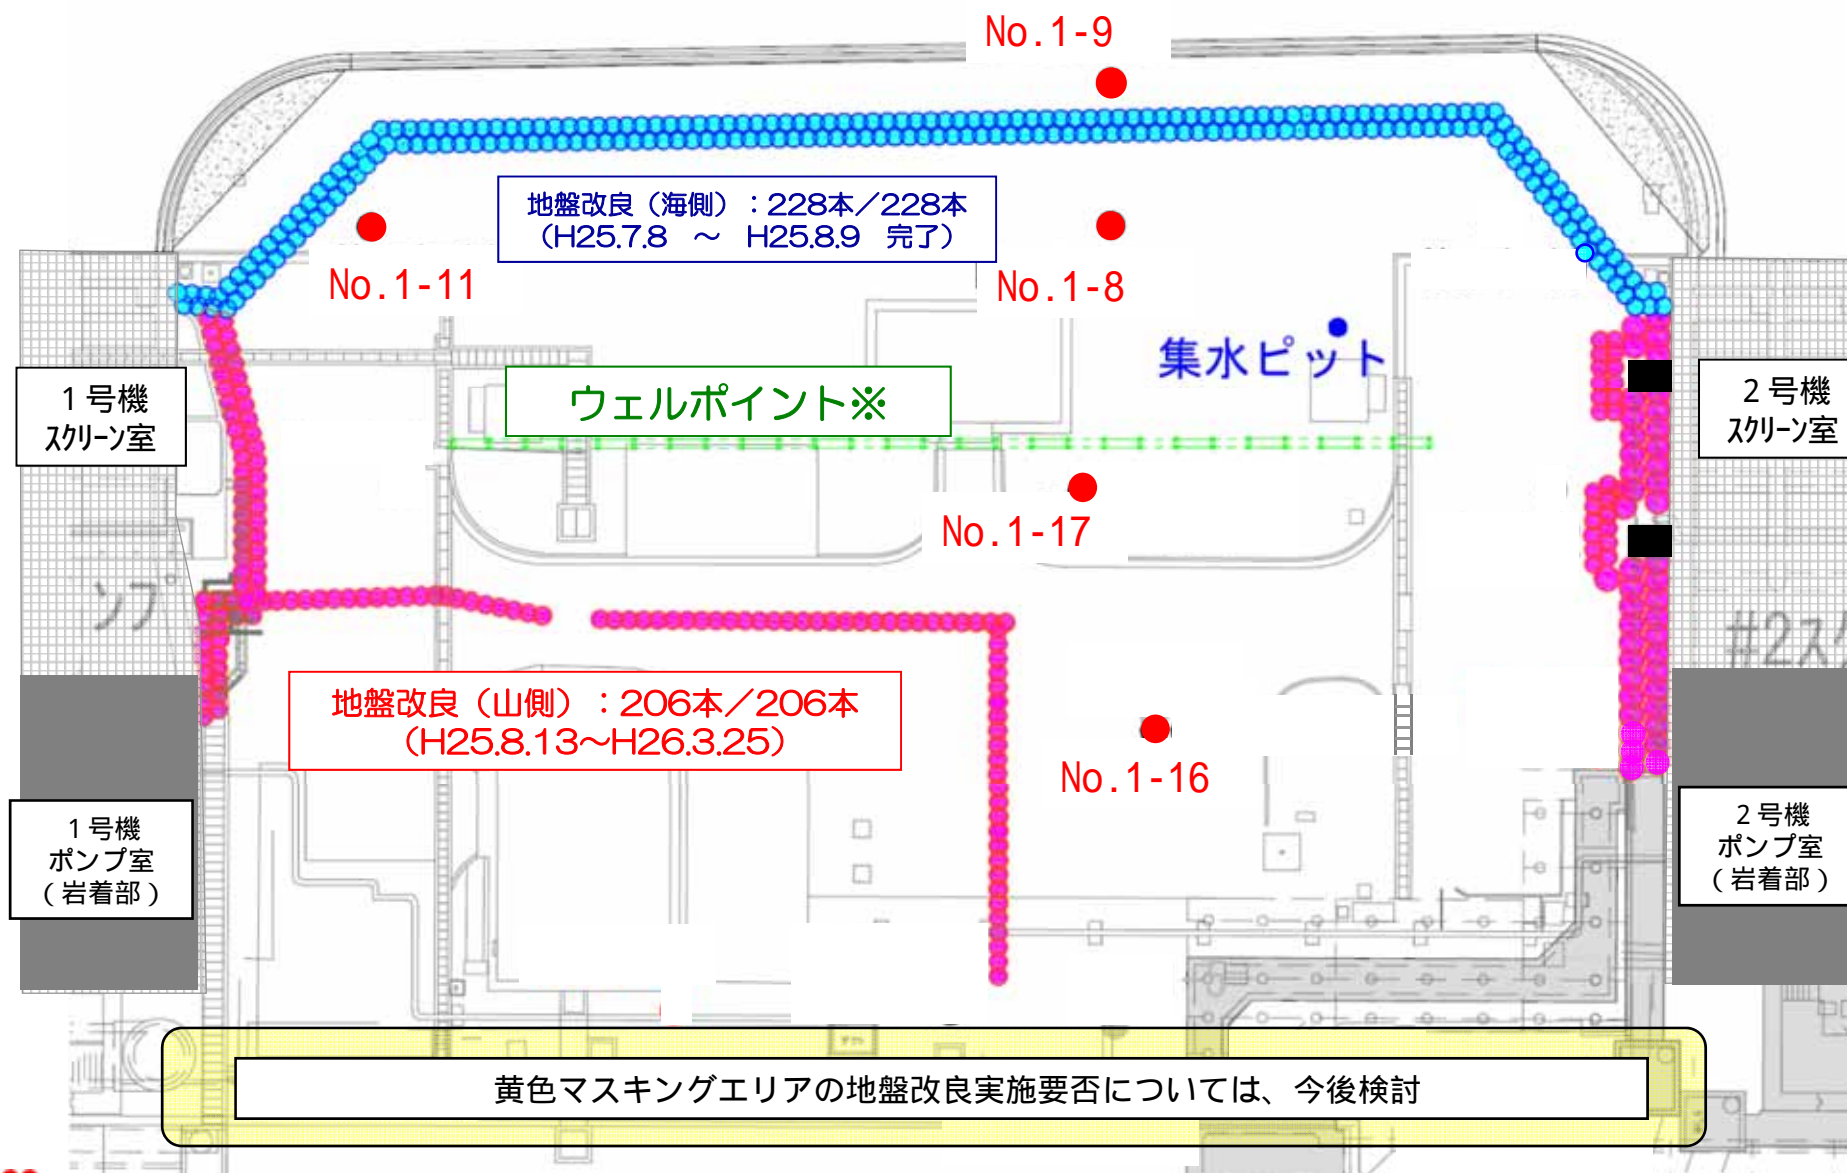 No.1-9
地盤改良（海側）：228本／228本
（H25.7.8　～　H25.8.9　完了）
No.1-11
No.1-8
集水ピット
1号機
スクリーン室
ウェルポイント※
2号機
スクリーン室
No.1-17
ンプ
#2スク
地盤改良（山側）：206本／206本
（H25.8.13～H26.3.25）
No.1-16
1号機
ポンプ室
(岩着部)
2号機
ポンプ室
(岩着部)
黄色マスキングエリアの地盤改良実施要否については、今後検討